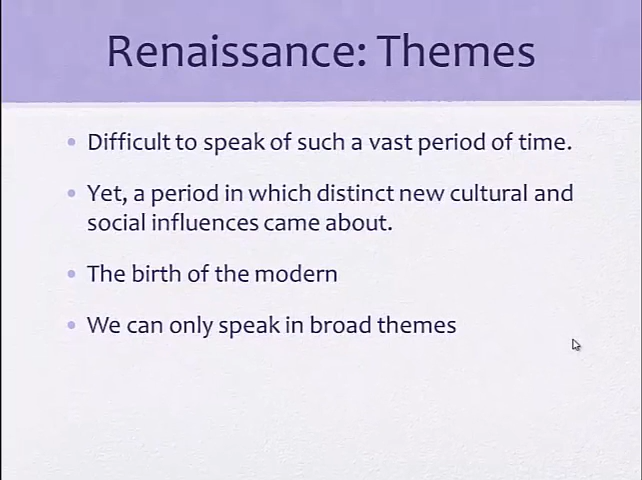 Renaissance: Themes
• Difficult to speak of such a vast period of time.
• Yet, a period in which distinct new cultural and
social influences came about.
• The birth of the modern
• We can only speak in broad themes